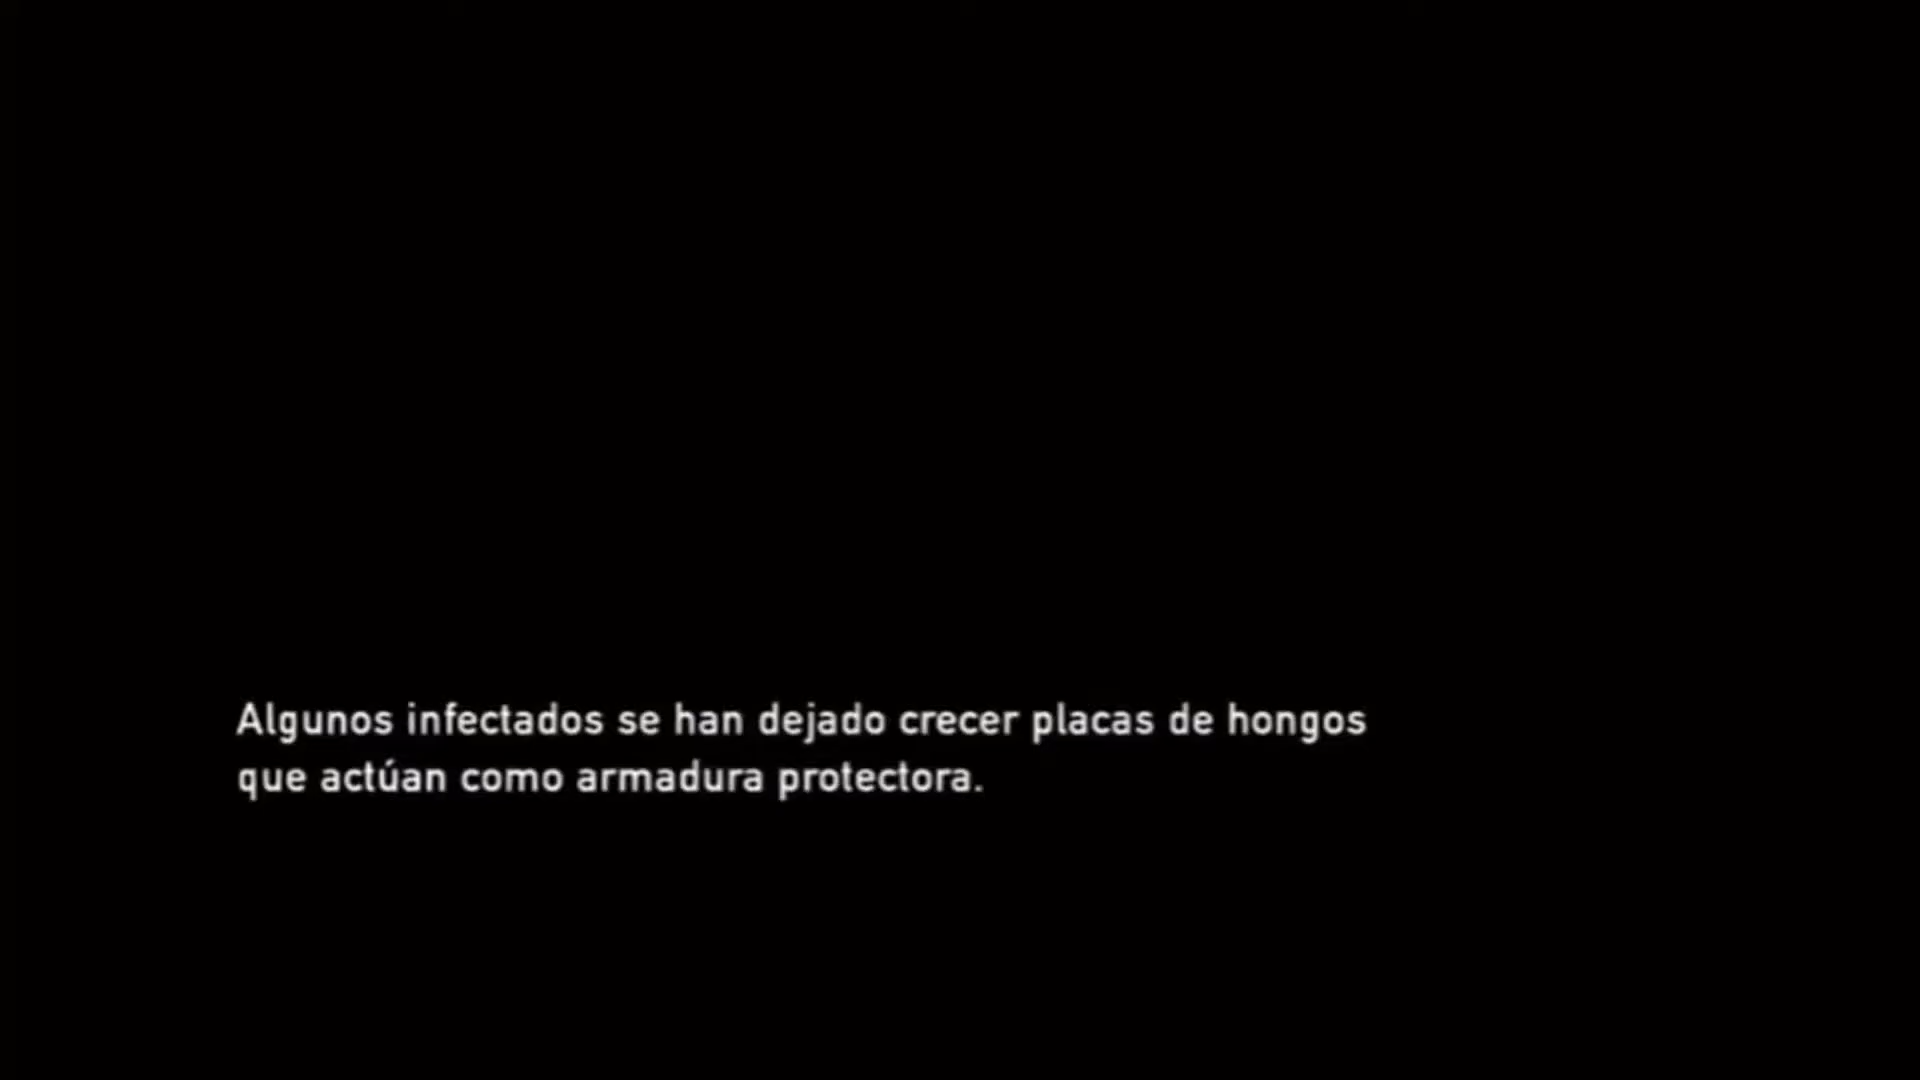 Algunos infectados se han dejado crecer placas de hongos
que actúan como armadura protectora.